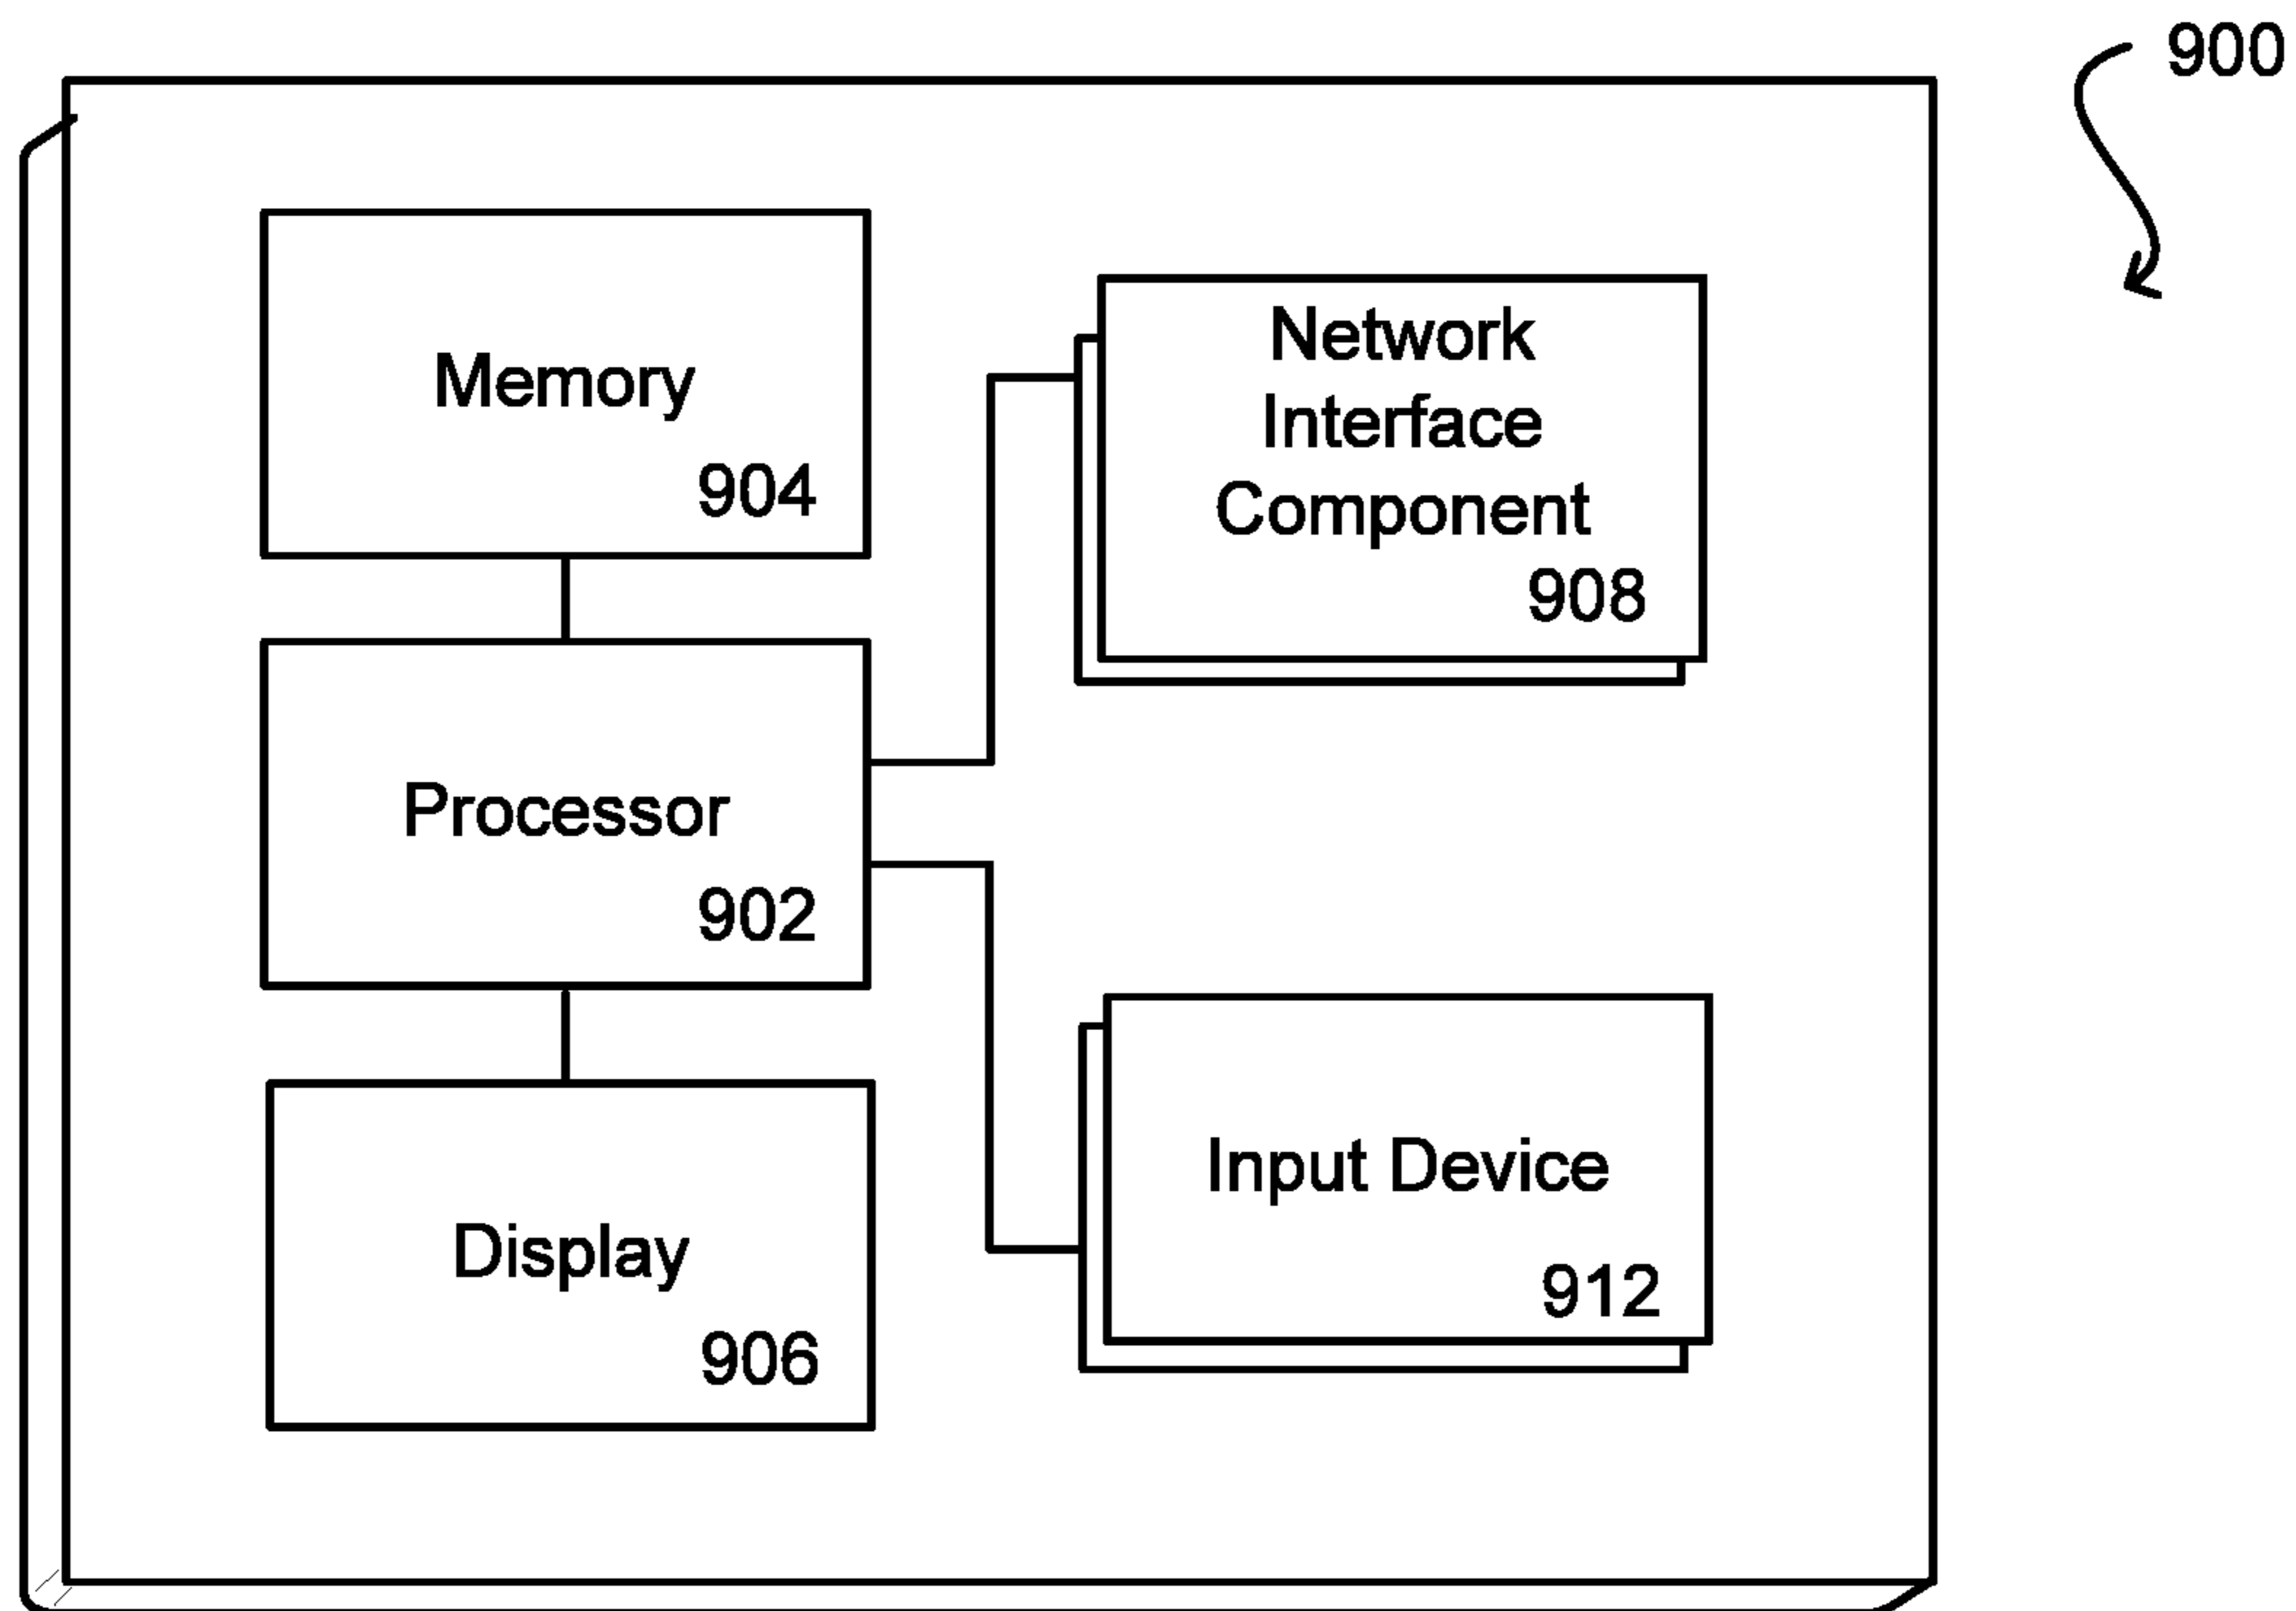 900
Memory
904
Network
Interface
Component
908
Processor
902
Input Device
912
Display
906